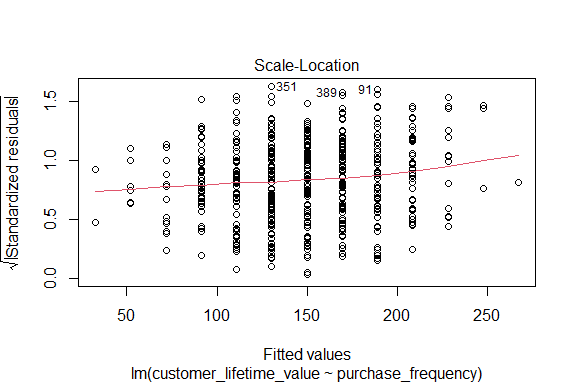 Scale-Location
√|Standardized residuals|
0.0 0.5 1.0 1.5
351 389 91
50 100 150 200 250
Fitted values
lm(customer_lifetime_value ~ purchase_frequency)